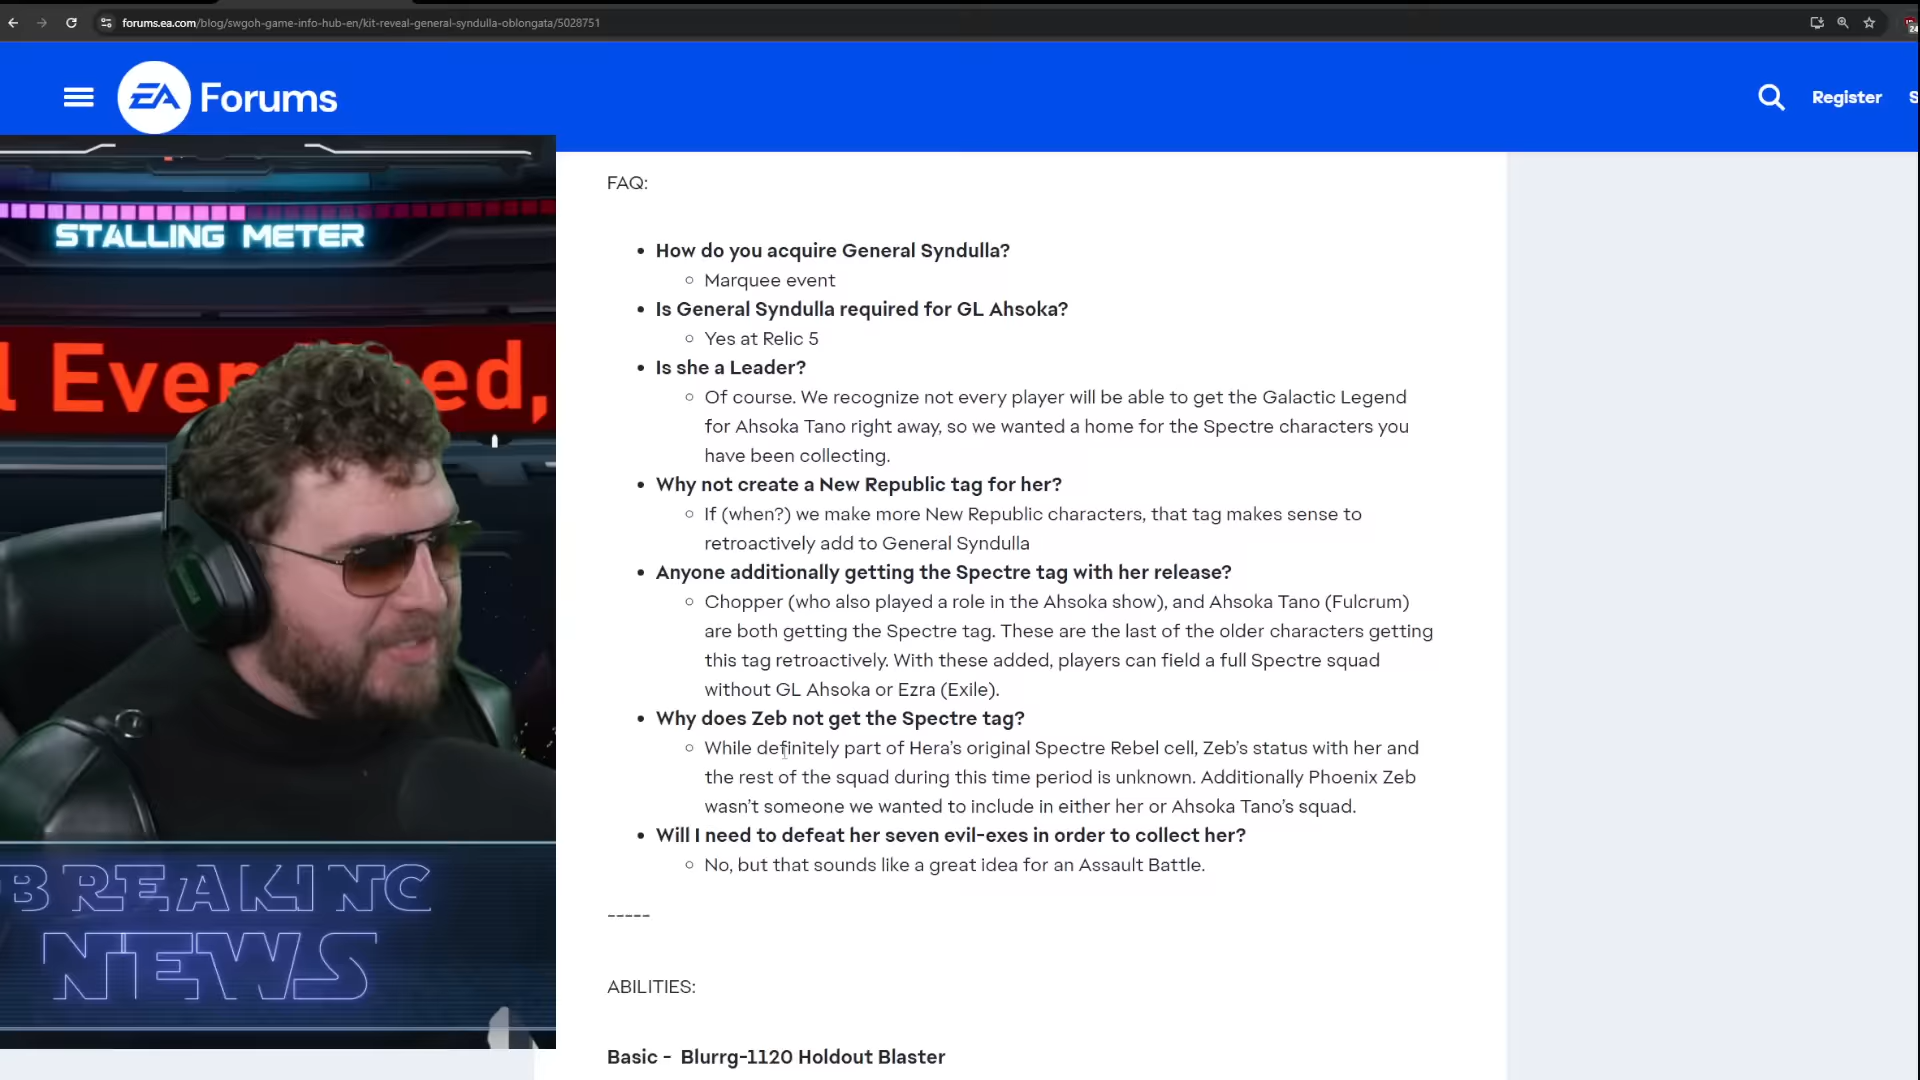 forums.ea.com/blog/swgoh-game-info-hub-en/kit-reveal-general-syndulla-oblongata/5028751
24
EA Forums
Register
S
STALLING METER
l Ever
ed,
BREAKING
NEWS
FAQ:
• How do you acquire General Syndulla?
○ Marquee event
• Is General Syndulla required for GL Ahsoka?
○ Yes at Relic 5
• Is she a Leader?
○ Of course. We recognize not every player will be able to get the Galactic Legend
for Ahsoka Tano right away, so we wanted a home for the Spectre characters you
have been collecting.
• Why not create a New Republic tag for her?
○ If (when?) we make more New Republic characters, that tag makes sense to
retroactively add to General Syndulla
• Anyone additionally getting the Spectre tag with her release?
○ Chopper (who also played a role in the Ahsoka show), and Ahsoka Tano (Fulcrum)
are both getting the Spectre tag. These are the last of the older characters getting
this tag retroactively. With these added, players can field a full Spectre squad
without GL Ahsoka or Ezra (Exile).
• Why does Zeb not get the Spectre tag?
○ While definitely part of Hera’s original Spectre Rebel cell, Zeb’s status with her and
the rest of the squad during this time period is unknown. Additionally Phoenix Zeb
wasn’t someone we wanted to include in either her or Ahsoka Tano’s squad.
• Will I need to defeat her seven evil-exes in order to collect her?
○ No, but that sounds like a great idea for an Assault Battle.
-----
ABILITIES:
Basic - Blurrg-1120 Holdout Blaster